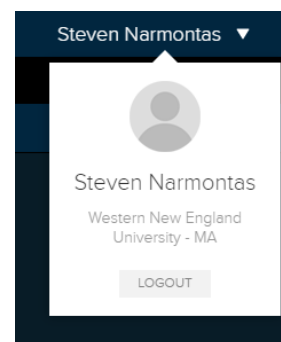 Steven Narmontas ▼
Steven Narmontas
Western New England
University - MA
LOGOUT